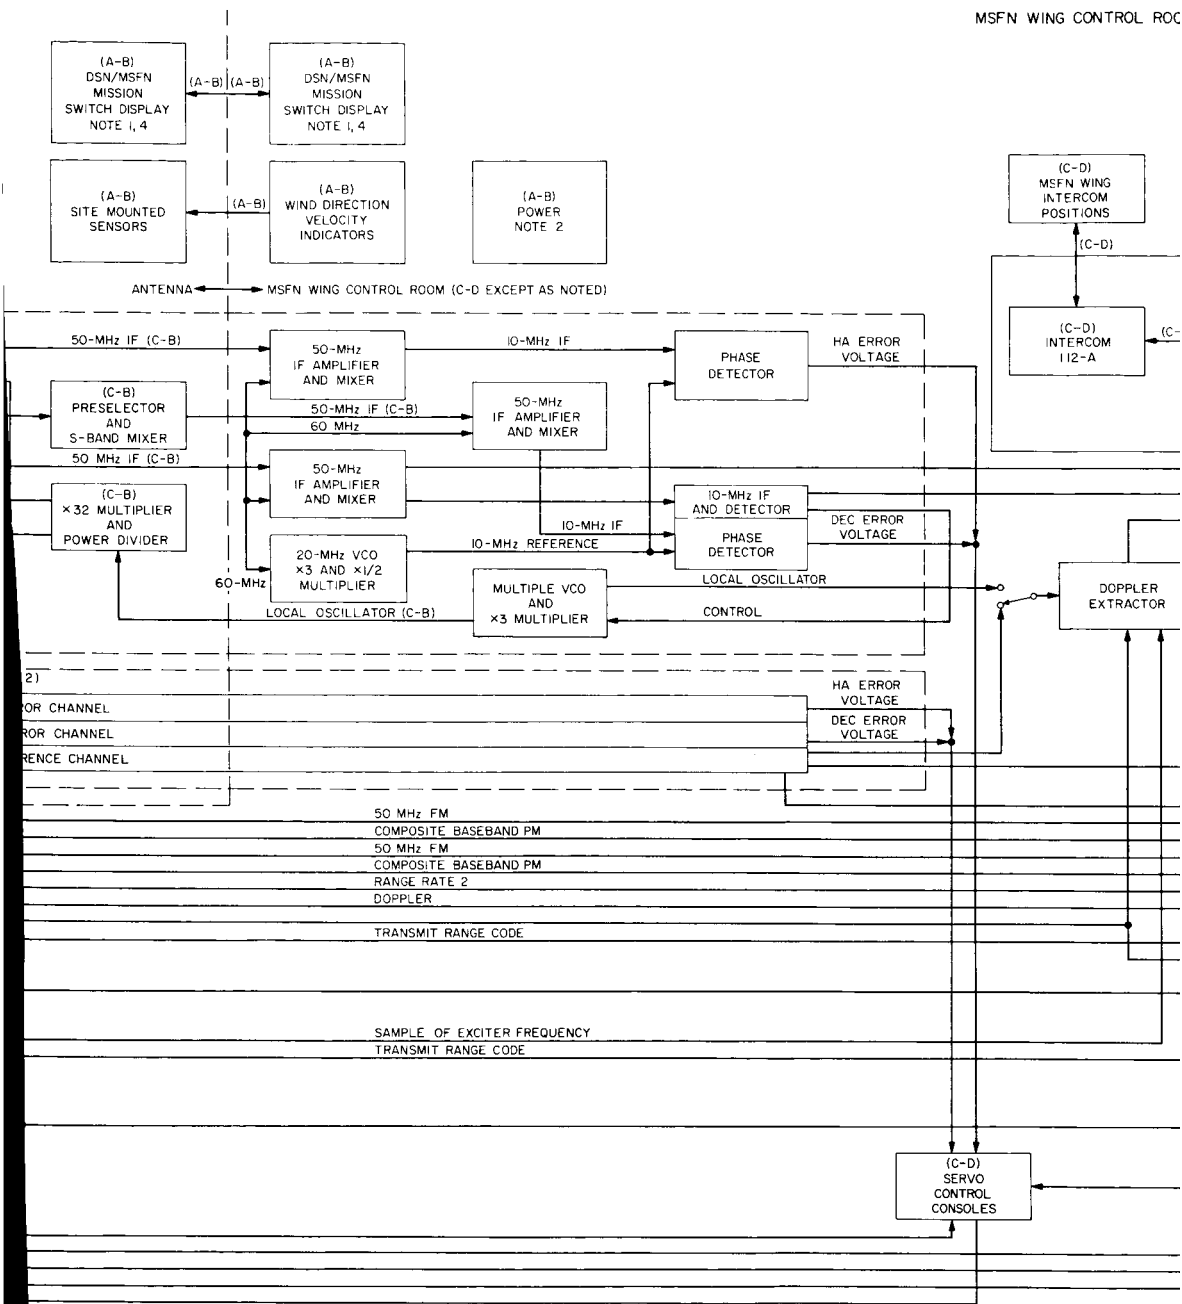 MSFN WING CONTROL
(A-B)
DSN/MSFN
MISSION
SWITCH DISPLAY
NOTE 1, 4
(A-B) (A-B)
(A-B)
DSN/MSFN
MISSION
SWITCH DISPLAY
NOTE 1, 4
(A-B)
SITE MOUNTED
SENSORS
(A-B)
(A-B)
WIND DIRECTION
VELOCITY
INDICATORS
(A-B)
POWER
NOTE 2
(C-D)
MSFN WING
INTERCOM
POSITIONS
(C-D)
(C-D)
INTERCOM
112-A
ANTENNA
MSFN WING CONTROL ROOM (C-D EXCEPT AS NOTED)
50-MHz IF (C-B)
50-MHz
IF AMPLIFIER
AND MIXER
10-MHz IF
PHASE
DETECTOR
HA ERROR
VOLTAGE
(C-B)
PRESELECTOR
AND
S-BAND MIXER
50-MHz IF (C-B)
60 MHz
50-MHz
IF AMPLIFIER
AND MIXER
50 MHz IF (C-B)
50-MHz
IF AMPLIFIER
AND MIXER
(C-B)
×32 MULTIPLIER
AND
POWER DIVIDER
10-MHz IF
AND DETECTOR
10-MHz IF
PHASE
DETECTOR
DEC ERROR
VOLTAGE
10-MHz REFERENCE
20-MHz VCO
×3 AND ×1/2
MULTIPLIER
60-MHz
MULTIPLE VCO
AND
×3 MULTIPLIER
LOCAL OSCILLATOR
LOCAL OSCILLATOR (C-B)
CONTROL
DOPPLER
EXTRACTOR
2)
HA ERROR
VOLTAGE
OR CHANNEL
DEC ERROR
VOLTAGE
ROR CHANNEL
RENCE CHANNEL
50 MHz FM
COMPOSITE BASEBAND PM
50 MHz FM
COMPOSITE BASEBAND PM
RANGE RATE 2
DOPPLER
TRANSMIT RANGE CODE
SAMPLE OF EXCITER FREQUENCY
TRANSMIT RANGE CODE
(C-D)
SERVO
CONTROL
CONSOLES